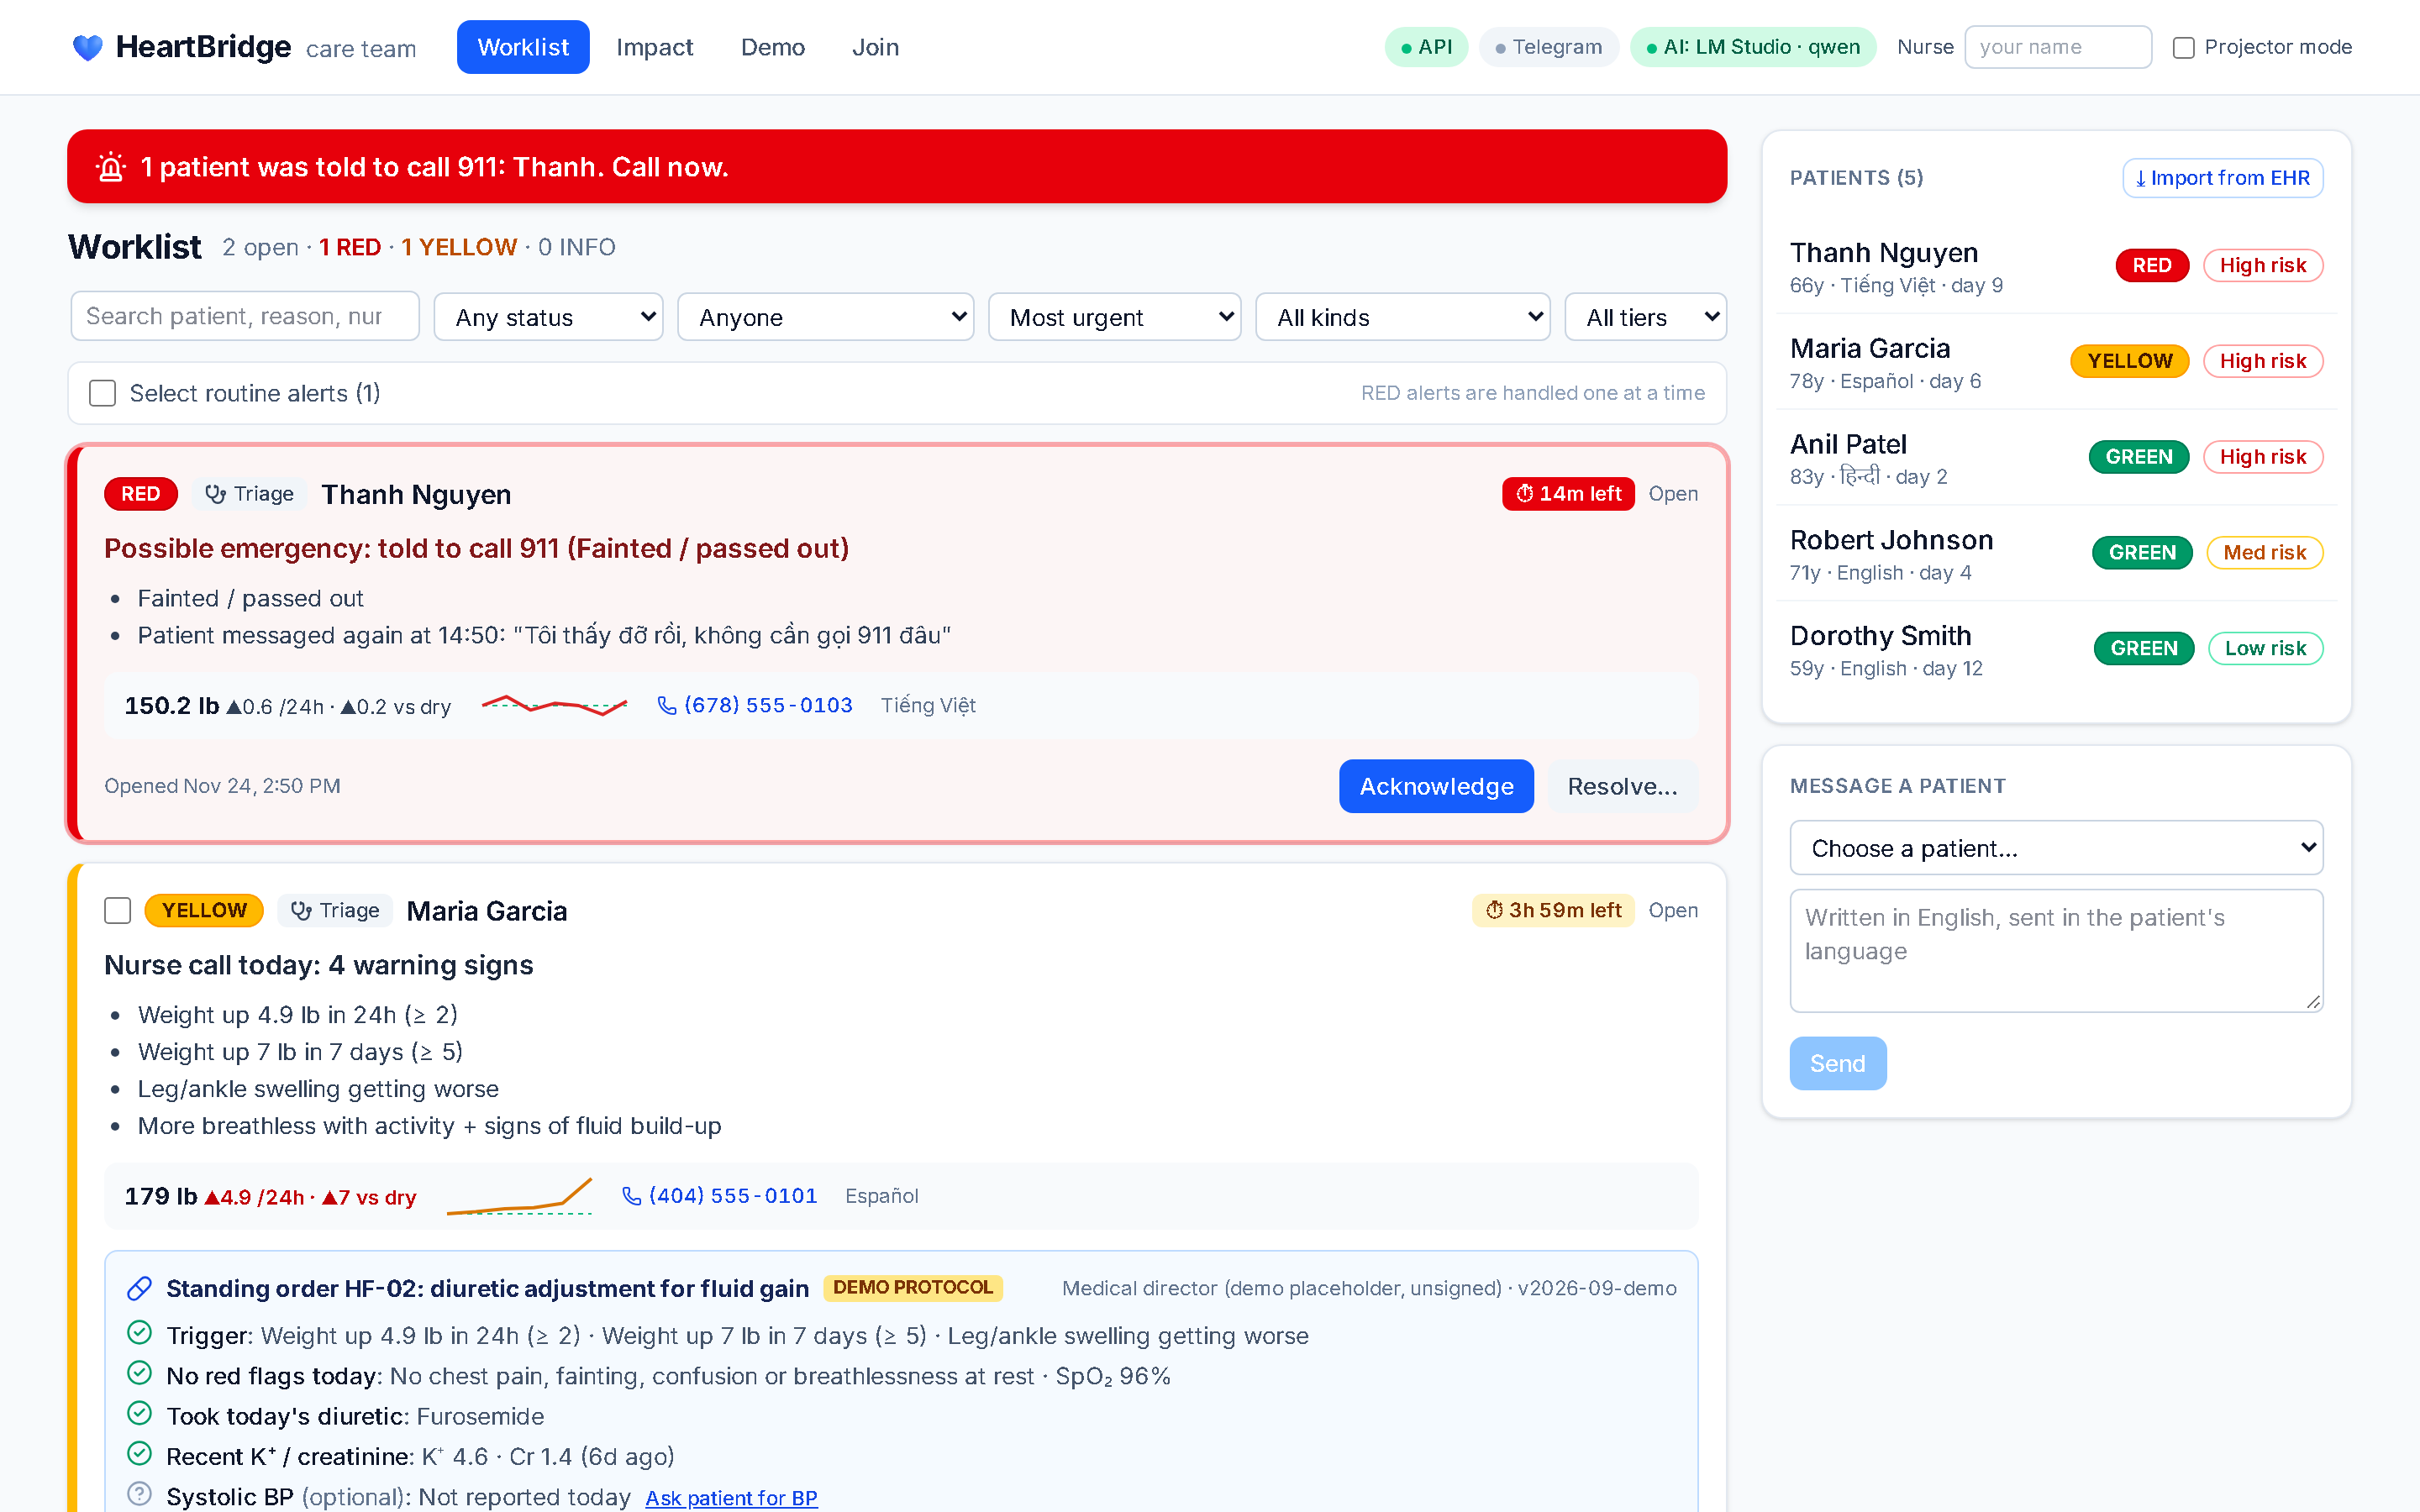 HeartBridge care team Worklist Impact Demo Join API Telegram AI: LM Studio · qwen Nurse your name Projector mode
1 patient was told to call 911: Thanh. Call now.
Worklist 2 open · 1 RED · 1 YELLOW · 0 INFO
Search patient, reason, nur Any status Anyone Most urgent All kinds All tiers
Select routine alerts (1) RED alerts are handled one at a time
RED Triage Thanh Nguyen 14m left Open
Possible emergency: told to call 911 (Fainted / passed out)
• Fainted / passed out
• Patient messaged again at 14:50: "Tôi thấy đỡ rồi, không cần gọi 911 đâu"
150.2 lb ▲0.6 /24h · ▲0.2 vs dry (678) 555-0103 Tiếng Việt
Opened Nov 24, 2:50 PM Acknowledge Resolve...
YELLOW Triage Maria Garcia 3h 59m left Open
Nurse call today: 4 warning signs
• Weight up 4.9 lb in 24h (≥ 2)
• Weight up 7 lb in 7 days (≥ 5)
• Leg/ankle swelling getting worse
• More breathless with activity + signs of fluid build-up
179 lb ▲4.9 /24h · ▲7 vs dry (404) 555-0101 Español
Standing order HF-02: diuretic adjustment for fluid gain DEMO PROTOCOL Medical director (demo placeholder, unsigned) · v2026-09-demo
Trigger: Weight up 4.9 lb in 24h (≥ 2) · Weight up 7 lb in 7 days (≥ 5) · Leg/ankle swelling getting worse
No red flags today: No chest pain, fainting, confusion or breathlessness at rest · SpO₂ 96%
Took today's diuretic: Furosemide
Recent K⁺ / creatinine: K⁺ 4.6 · Cr 1.4 (6d ago)
Systolic BP (optional): Not reported today Ask patient for BP
PATIENTS (5) ↓ Import from EHR
Thanh Nguyen RED High risk
66y · Tiếng Việt · day 9
Maria Garcia YELLOW High risk
78y · Español · day 6
Anil Patel GREEN High risk
83y · हिन्दी · day 2
Robert Johnson GREEN Med risk
71y · English · day 4
Dorothy Smith GREEN Low risk
59y · English · day 12
MESSAGE A PATIENT
Choose a patient...
Written in English, sent in the patient's
language
Send